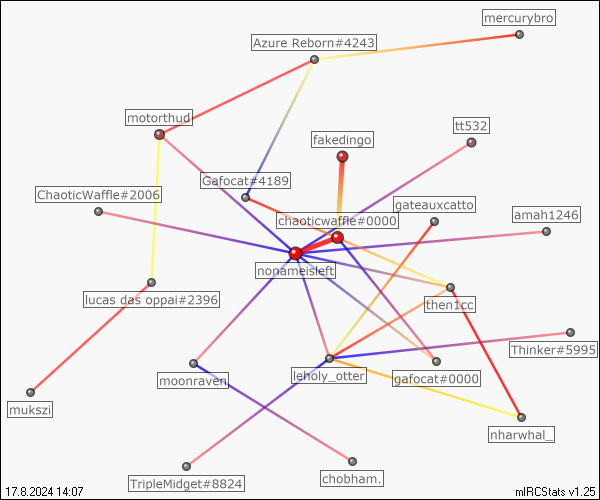 mercurybro
Azure Reborn#4243
motorthud
tt532
fakedingo
Gafocat#4189
ChaoticWaffle#2006
gateauxcatto
chaoticwaffle#0000
amah1246
nonameisleft
lucas das oppai#2396
then1cc
Thinker#5995
leholy_otter
gafocat#0000
moonraven
mukszi
nharwhal_
TripleMidget#8824
chobham.
17.8.2024 14:07
mIRCStats v1.25